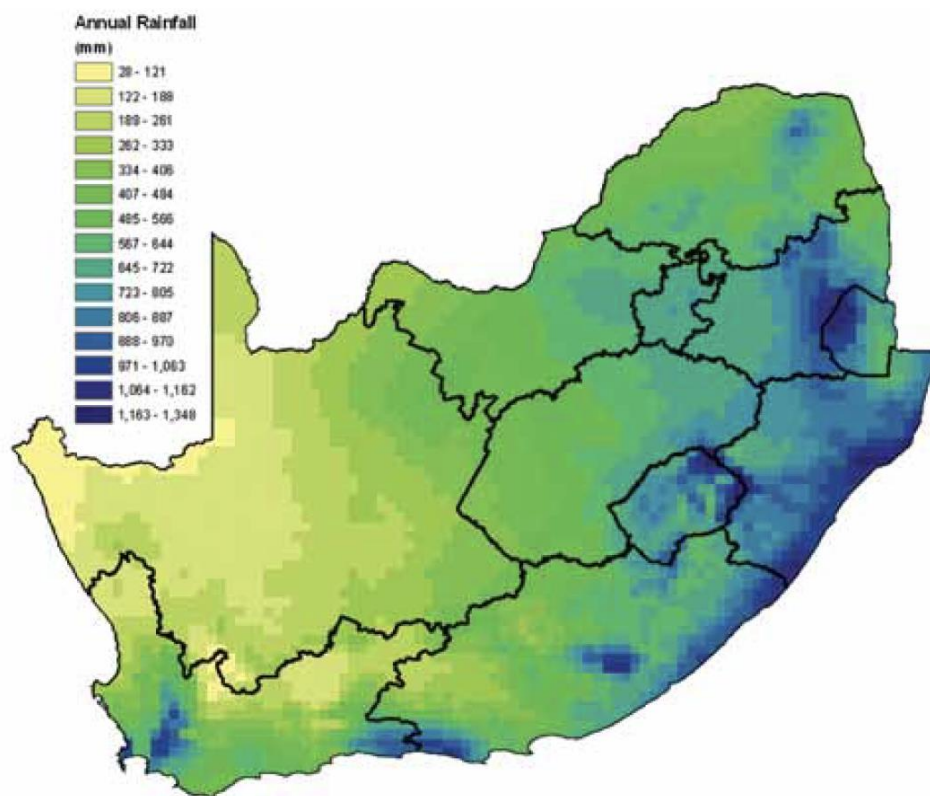 Annual Rainfall
(mm)
28 - 121
122 - 188
189 - 261
262 - 333
334 - 406
407 - 484
485 - 566
567 - 644
645 - 722
723 - 805
806 - 887
888 - 970
971 - 1,063
1,064 - 1,162
1,163 - 1,348